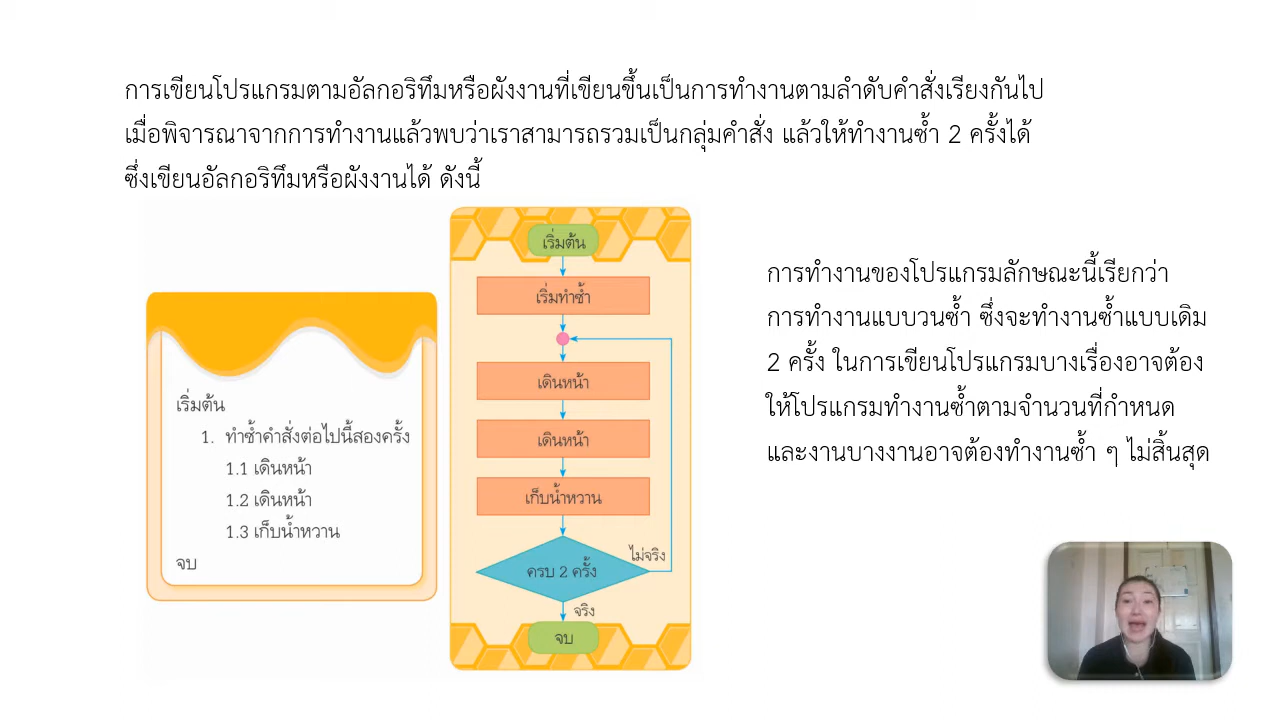 การเขียนโปรแกรมตามอัลกอริทึมหรือผังงานที่เขียนขึ้นเป็นการทำงานตามลำดับคำสั่งเรียงกันไป
เมื่อพิจารณาจากการทำงานแล้วพบว่าเราสามารถรวมเป็นกลุ่มคำสั่ง แล้วให้ทำงานซ้ำ 2 ครั้งได้
ซึ่งเขียนอัลกอริทึมหรือผังงานได้ ดังนี้
เริ่มต้น
1. ทำซ้ำคำสั่งต่อไปนี้สองครั้ง
1.1 เดินหน้า
1.2 เดินหน้า
1.3 เก็บน้ำหวาน
จบ
เริ่มต้น
เริ่มทำซ้ำ
เดินหน้า
เดินหน้า
เก็บน้ำหวาน
ครบ 2 ครั้ง
ไม่จริง
จริง
จบ
การทำงานของโปรแกรมลักษณะนี้เรียกว่า
การทำงานแบบวนซ้ำ ซึ่งจะทำงานซ้ำแบบเดิม
2 ครั้ง ในการเขียนโปรแกรมบางเรื่องอาจต้อง
ให้โปรแกรมทำงานซ้ำตามจำนวนที่กำหนด
และงานบางงานอาจต้องทำงานซ้ำ ๆ ไม่สิ้นสุด